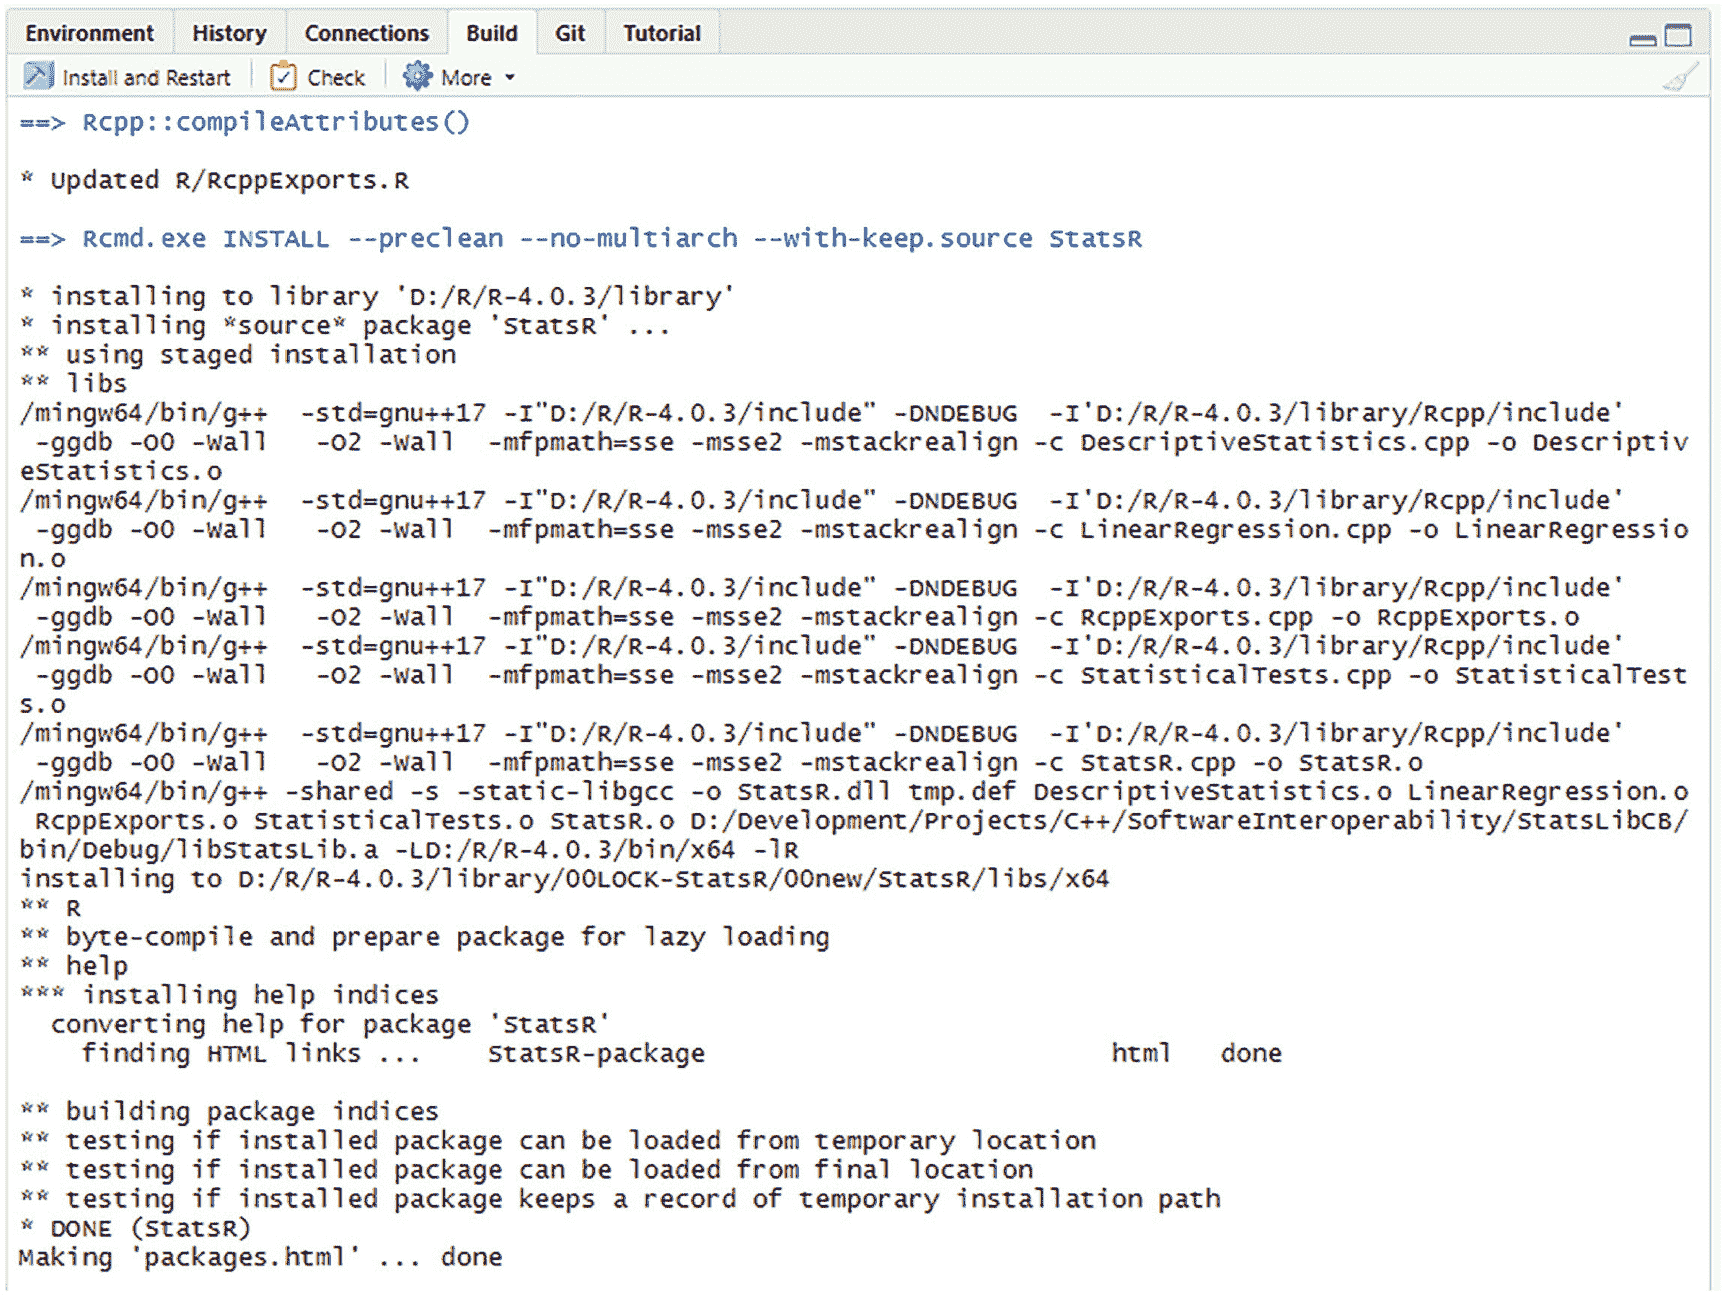 Environment History Connections Build Git Tutorial
Install and Restart Check More
==> Rcpp::compileAttributes()
* Updated R/RcppExports.R
==> Rcmd.exe INSTALL --preclean --no-multiarch --with-keep.source StatsR
* installing to library 'D:/R/R-4.0.3/library'
* installing *source* package 'StatsR' ...
** using staged installation
** libs
/mingw64/bin/g++  -std=gnu++17 -I"D:/R/R-4.0.3/include" -DNDEBUG  -I'D:/R/R-4.0.3/library/Rcpp/include'
 -ggdb -O0 -Wall   -O2 -Wall  -mfpmath=sse -msse2 -mstackrealign -c DescriptiveStatistics.cpp -o Descriptiv
eStatistics.o
/mingw64/bin/g++  -std=gnu++17 -I"D:/R/R-4.0.3/include" -DNDEBUG  -I'D:/R/R-4.0.3/library/Rcpp/include'
 -ggdb -O0 -Wall   -O2 -Wall  -mfpmath=sse -msse2 -mstackrealign -c LinearRegression.cpp -o LinearRegressio
n.o
/mingw64/bin/g++  -std=gnu++17 -I"D:/R/R-4.0.3/include" -DNDEBUG  -I'D:/R/R-4.0.3/library/Rcpp/include'
 -ggdb -O0 -Wall   -O2 -Wall  -mfpmath=sse -msse2 -mstackrealign -c RcppExports.cpp -o RcppExports.o
/mingw64/bin/g++  -std=gnu++17 -I"D:/R/R-4.0.3/include" -DNDEBUG  -I'D:/R/R-4.0.3/library/Rcpp/include'
 -ggdb -O0 -Wall   -O2 -Wall  -mfpmath=sse -msse2 -mstackrealign -c StatisticalTests.cpp -o StatisticalTest
s.o
/mingw64/bin/g++  -std=gnu++17 -I"D:/R/R-4.0.3/include" -DNDEBUG  -I'D:/R/R-4.0.3/library/Rcpp/include'
 -ggdb -O0 -Wall   -O2 -Wall  -mfpmath=sse -msse2 -mstackrealign -c StatsR.cpp -o StatsR.o
/mingw64/bin/g++ -shared -s -static-libgcc -o StatsR.dll tmp.def DescriptiveStatistics.o LinearRegression.o
 RcppExports.o StatisticalTests.o StatsR.o D:/Development/Projects/C++/SoftwareInteroperability/StatsLibCB/
bin/Debug/libStatsLib.a -LD:/R/R-4.0.3/bin/x64 -lR
installing to D:/R/R-4.0.3/library/00LOCK-StatsR/00new/StatsR/libs/x64
** R
** byte-compile and prepare package for lazy loading
** help
*** installing help indices
  converting help for package 'StatsR'
    finding HTML links ...    StatsR-package                          html   done
** building package indices
** testing if installed package can be loaded from temporary location
** testing if installed package can be loaded from final location
** testing if installed package keeps a record of temporary installation path
* DONE (StatsR)
Making 'packages.html' ... done